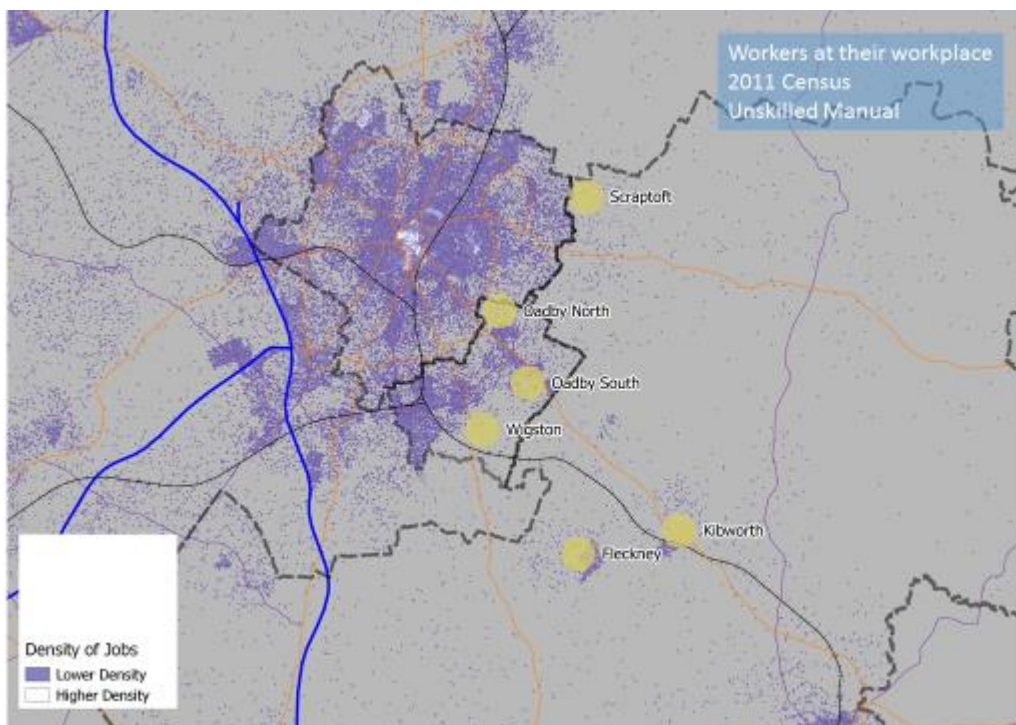 Workers at their workplace
2011 Census
Unskilled Manual
Scraptoft
Oadby North
Oadby South
Wigston
Kibworth
Fleckney
Density of Jobs
Lower Density
Higher Density